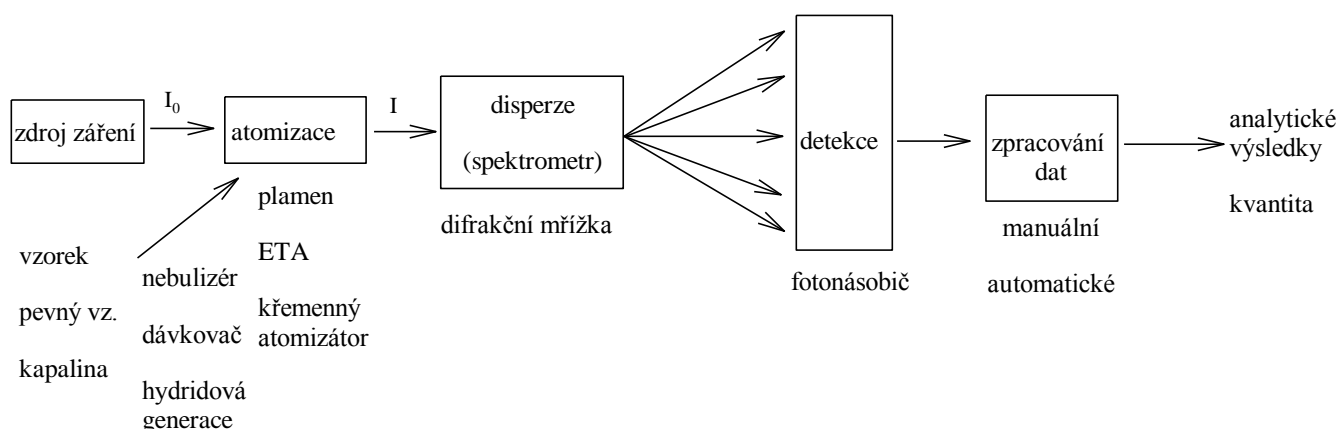 zdroj záření
I₀
atomizace
I
disperze
(spektrometr)
detekce
zpracování
dat
analytické
výsledky
kvantita
difrakční mřížka
fotonásobič
manuální
automatické
plamen
ETA
křemenný
atomizátor
vzorek
pevný vz.
kapalina
nebulizér
dávkovač
hydridová
generace